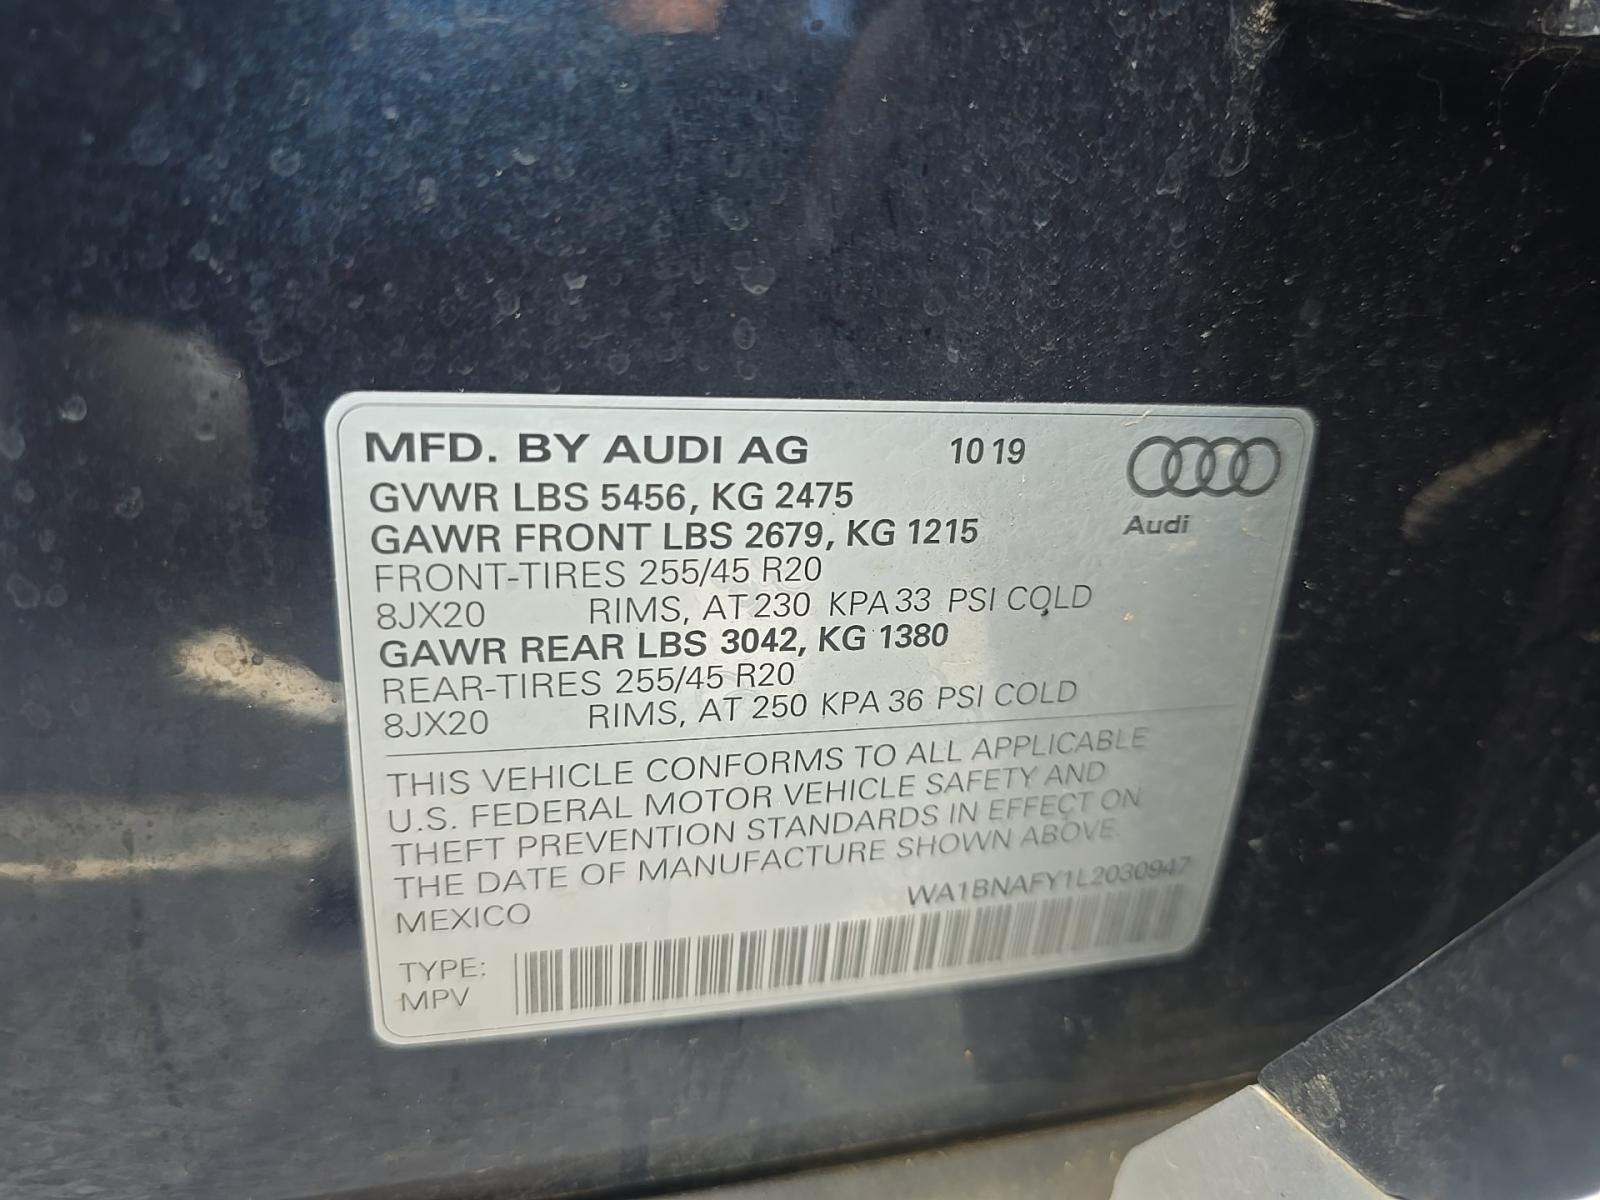 MFD. BY AUDI AG 10 19
GVWR LBS 5456, KG 2475
GAWR FRONT LBS 2679, KG 1215
Audi
FRONT-TIRES 255/45 R20
8JX20 RIMS, AT 230 KPA 33 PSI COLD
GAWR REAR LBS 3042, KG 1380
REAR-TIRES 255/45 R20
8JX20 RIMS, AT 250 KPA 36 PSI COLD
THIS VEHICLE CONFORMS TO ALL APPLICABLE
U.S. FEDERAL MOTOR VEHICLE SAFETY AND
THEFT PREVENTION STANDARDS IN EFFECT ON
THE DATE OF MANUFACTURE SHOWN ABOVE.
MEXICO WA1BNAFY1L2030947
TYPE:
MPV